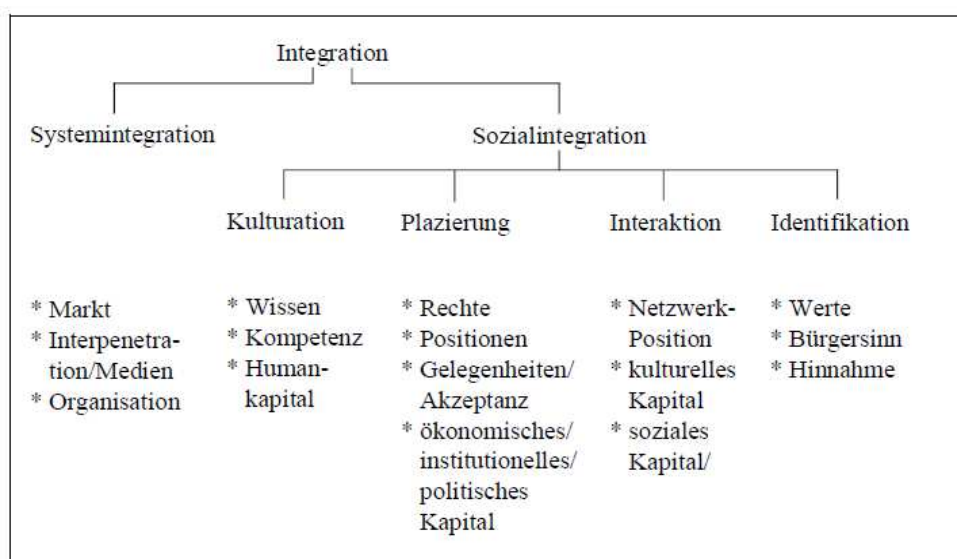 Integration
Systemintegration
Sozialintegration
Kulturation
Plazierung
Interaktion
Identifikation
* Markt
* Interpenetra-
tion/Medien
* Organisation
* Wissen
* Kompetenz
* Human-
kapital
* Rechte
* Positionen
* Gelegenheiten/
Akzeptanz
* ökonomisches/
institutionelles/
politisches
Kapital
* Netzwerk-
Position
* kulturelles
Kapital
* soziales
Kapital/
* Werte
* Bürgersinn
* Hinnahme